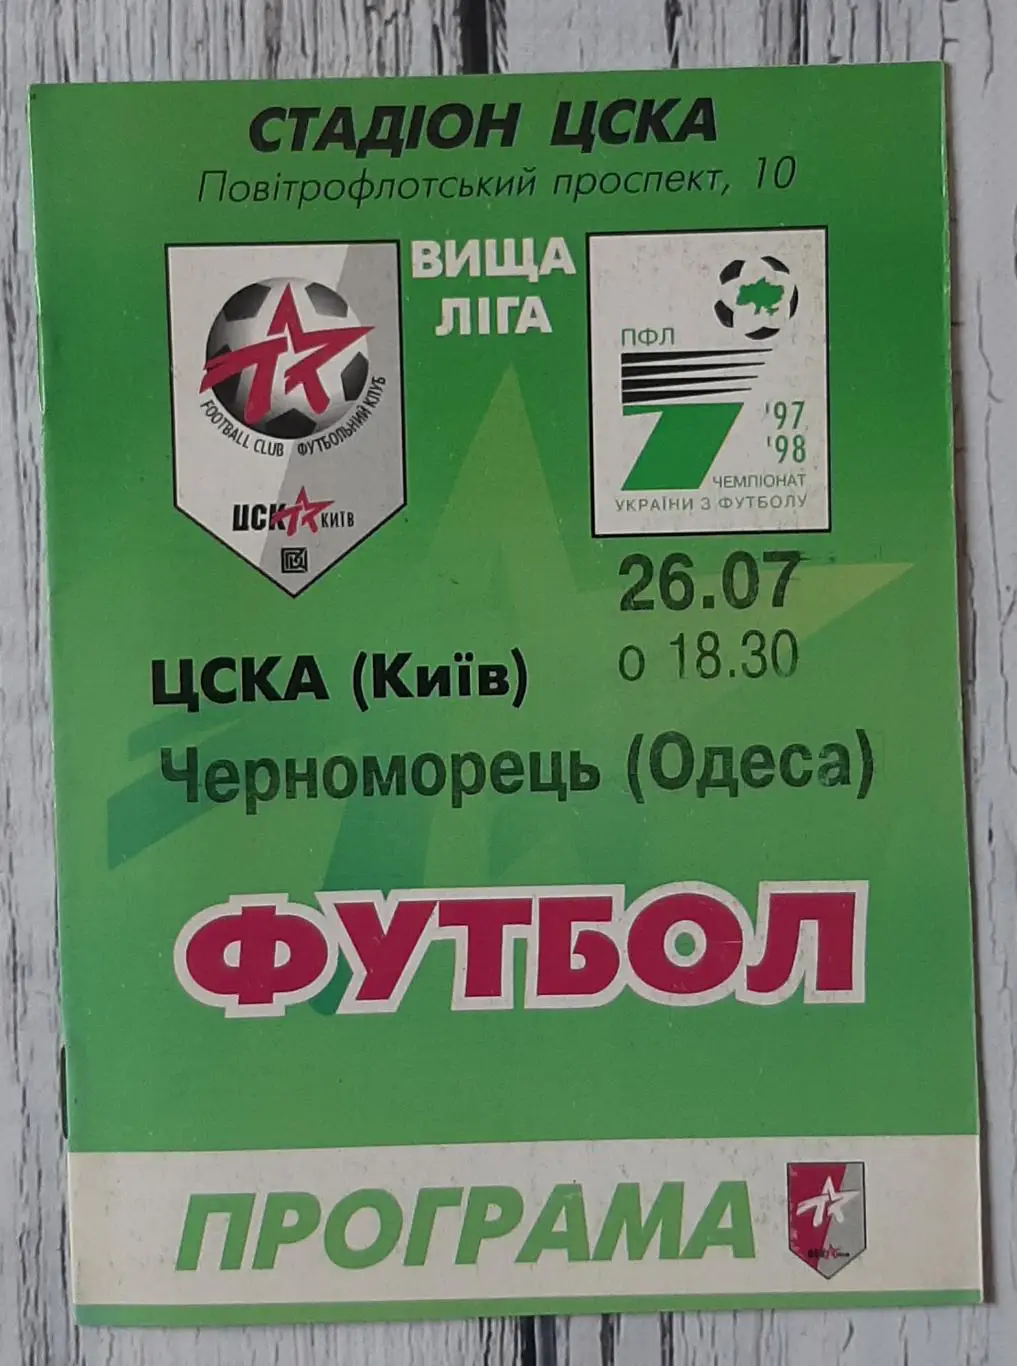 СТАДІОН ЦСКА
Повітрофлотський проспект, 10
ВИЩА
ЛІГА
FOOTBALL CLUB ФУТБОЛЬНИЙ КЛУБ
ЦСКА КИЇВ
ПФЛ
7
'97
'98
ЧЕМПІОНАТ
УКРАЇНИ З ФУТБОЛУ
26.07
о 18.30
ЦСКА (Київ)
Черноморець (Одеса)
ФУТБОЛ
ПРОГРАМА